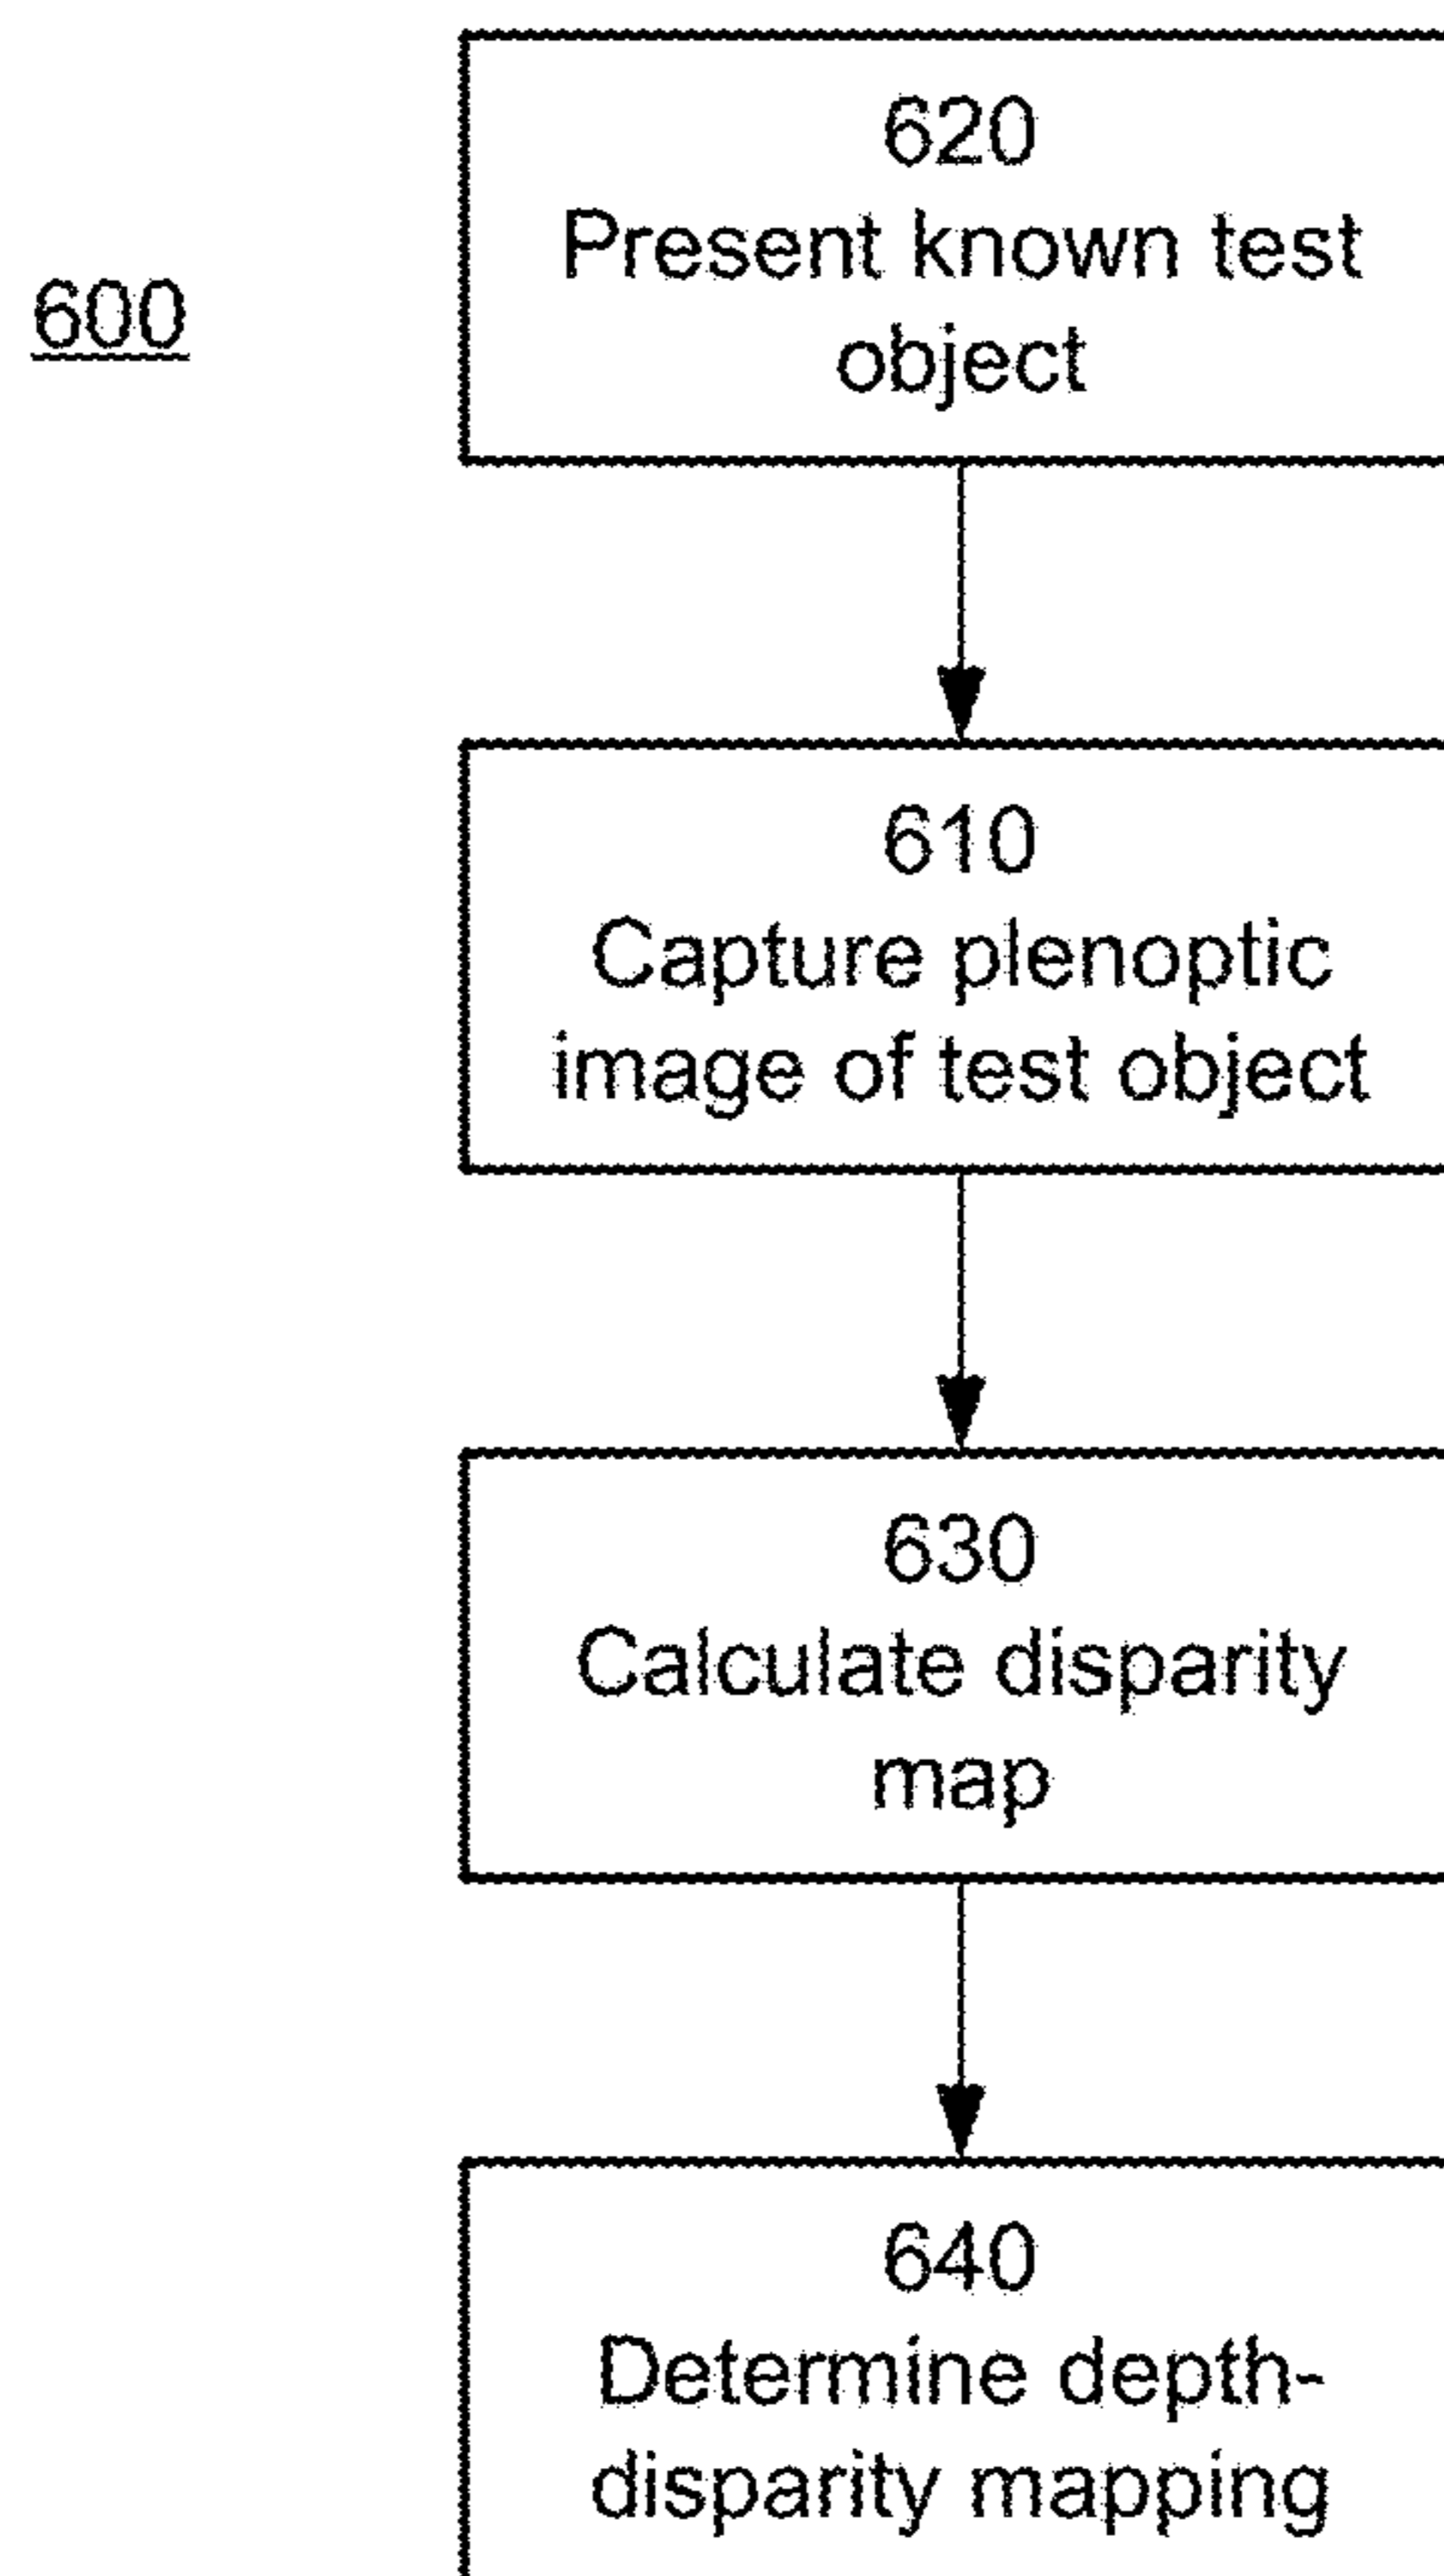 600
620
Present known test
object
610
Capture plenoptic
image of test object
630
Calculate disparity
map
640
Determine depth-
disparity mapping